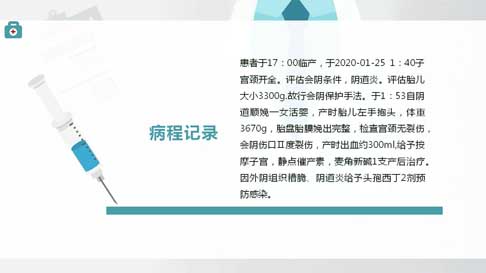 患者于17：00临产，于2020-01-25 1：40子
宫颈开全。评估会阴条件，阴道炎。评估胎儿
大小3300g.故行会阴保护手法。于1：53自阴
道顺娩一女活婴，产时胎儿左手抱头，体重
3670g，胎盘胎膜娩出完整，检查宫颈无裂伤，
会阴伤口Ⅱ度裂伤，产时出血约300ml,给予按
摩子宫，静点催产素，麦角新碱1支产后治疗。
因外阴组织糟脆、阴道炎给予头孢西丁2剂预
防感染。
病程记录